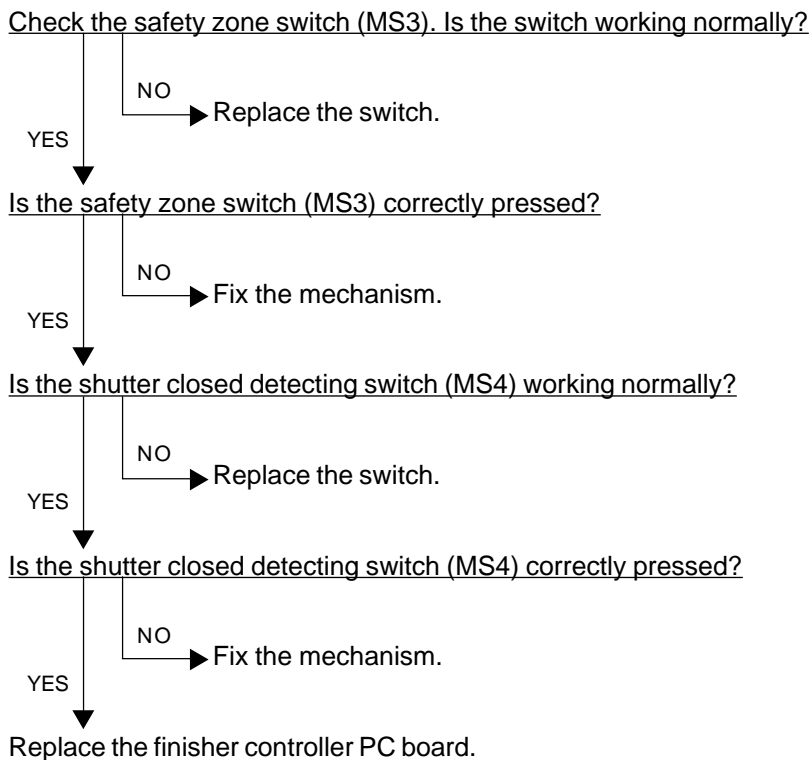 Check the safety zone switch (MS3). Is the switch working normally?
NO
Replace the switch.
YES
Is the safety zone switch (MS3) correctly pressed?
NO
Fix the mechanism.
YES
Is the shutter closed detecting switch (MS4) working normally?
NO
Replace the switch.
YES
Is the shutter closed detecting switch (MS4) correctly pressed?
NO
Fix the mechanism.
YES
Replace the finisher controller PC board.